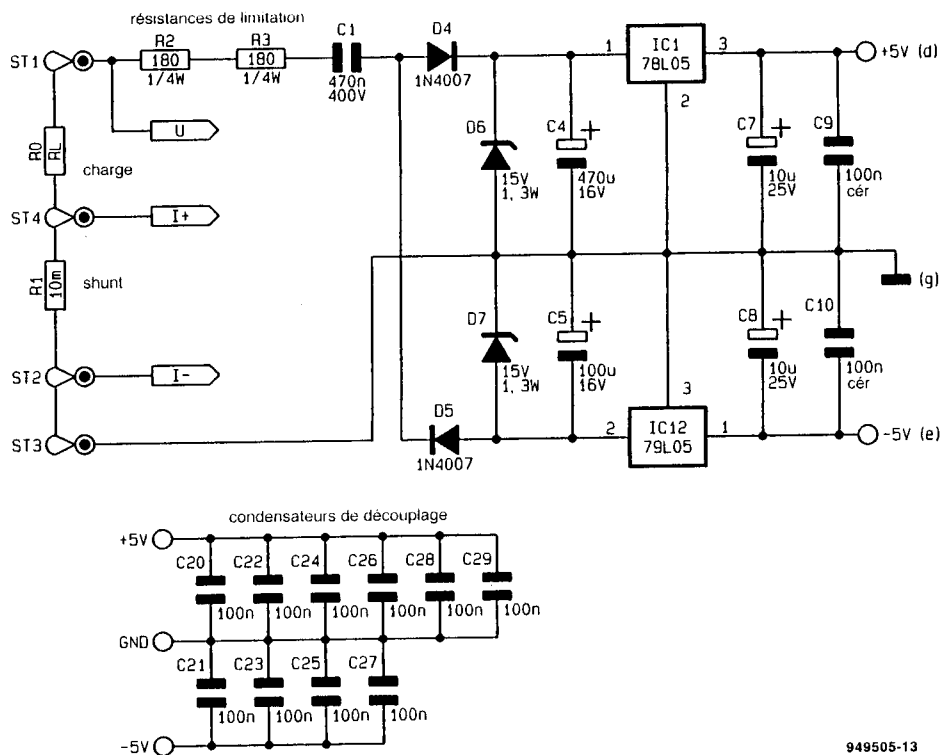 résistances de limitation
ST1
R2
180
1/4W
R3
180
1/4W
C1
470n
400V
D4
1N4007
1
IC1
78L05
3
2
+5V (d)
U
R0
RL
charge
D6
15V
1,3W
C4
+
470u
16V
C7
+
10u
25V
C9
100n
cér
ST4
I+
R1
10m
shunt
(g)
D7
15V
1,3W
C5
+
100u
16V
C8
+
10u
25V
C10
100n
cér
ST2
I-
3
D5
1N4007
2
IC12
79L05
1
-5V (e)
ST3
condensateurs de découplage
+5V
C20
C22
C24
C26
C28
C29
100n
100n
100n
100n
100n
100n
GND
C21
C23
C25
C27
100n
100n
100n
100n
-5V
949505-13